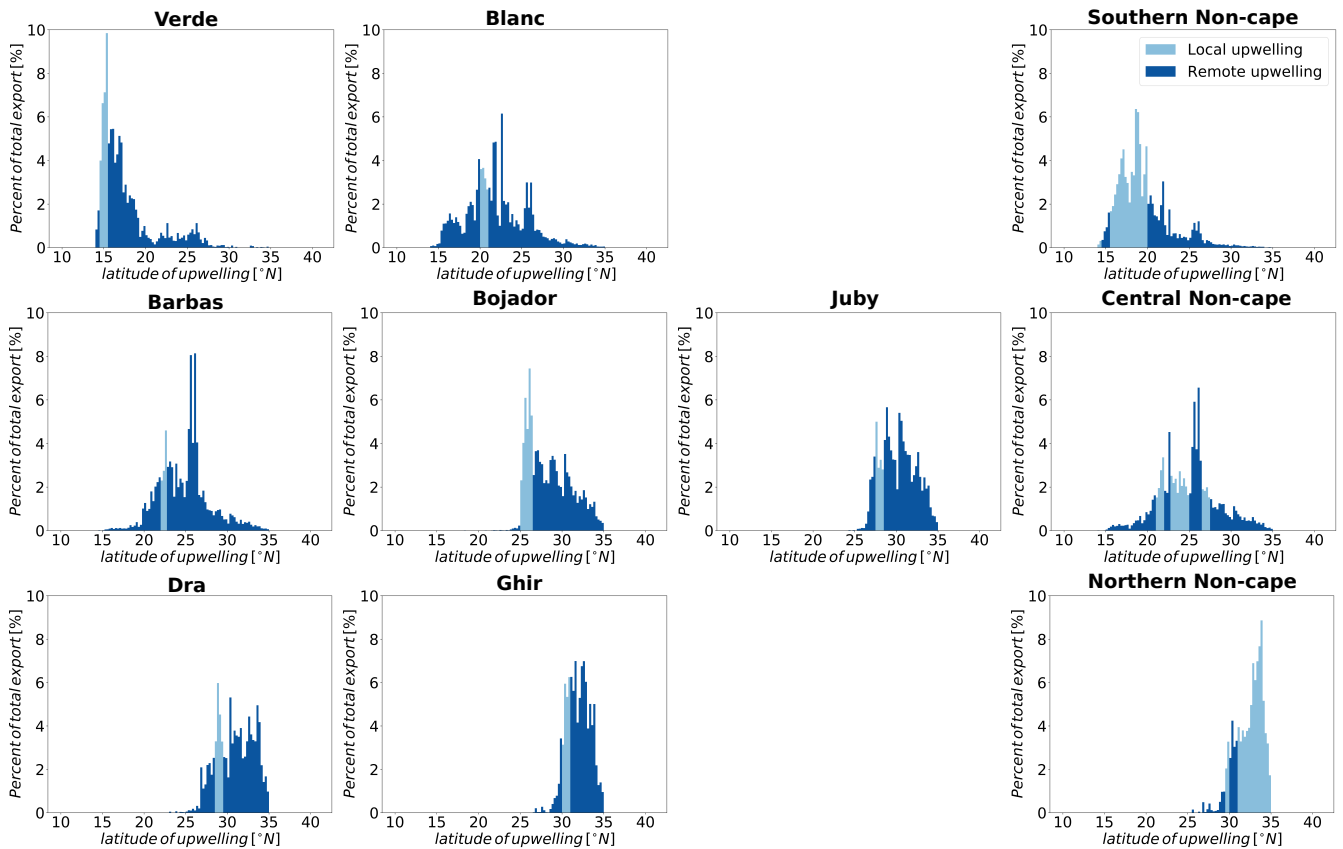 Verde
Percent of total export [%]
10
8
6
4
2
0
10 15 20 25 30 35 40
latitude of upwelling [°N]
Blanc
Percent of total export [%]
10
8
6
4
2
0
10 15 20 25 30 35 40
latitude of upwelling [°N]
Southern Non-cape
Percent of total export [%]
10
8
6
4
2
0
Local upwelling
Remote upwelling
10 15 20 25 30 35 40
latitude of upwelling [°N]
Barbas
Percent of total export [%]
10
8
6
4
2
0
10 15 20 25 30 35 40
latitude of upwelling [°N]
Bojador
Percent of total export [%]
10
8
6
4
2
0
10 15 20 25 30 35 40
latitude of upwelling [°N]
Juby
Percent of total export [%]
10
8
6
4
2
0
10 15 20 25 30 35 40
latitude of upwelling [°N]
Central Non-cape
Percent of total export [%]
10
8
6
4
2
0
10 15 20 25 30 35 40
latitude of upwelling [°N]
Dra
Percent of total export [%]
10
8
6
4
2
0
10 15 20 25 30 35 40
latitude of upwelling [°N]
Ghir
Percent of total export [%]
10
8
6
4
2
0
10 15 20 25 30 35 40
latitude of upwelling [°N]
Northern Non-cape
Percent of total export [%]
10
8
6
4
2
0
10 15 20 25 30 35 40
latitude of upwelling [°N]